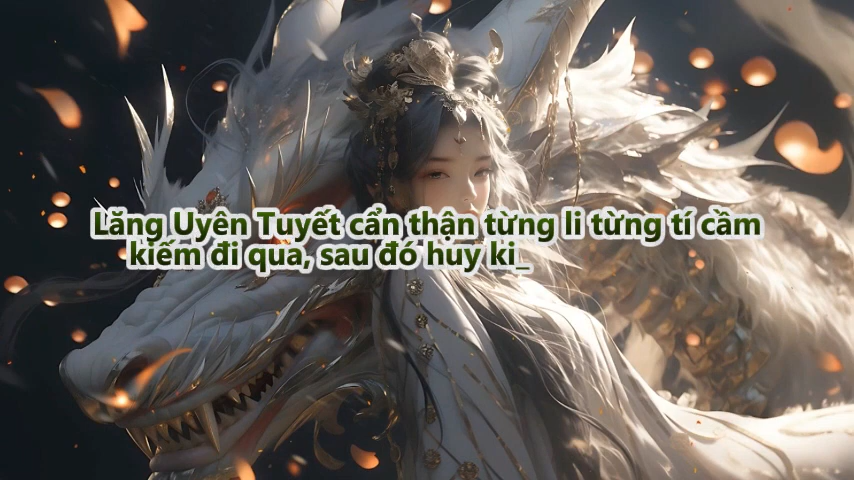 Lăng Uyên Tuyết cẩn thận từng li từng tí cầm
kiếm đi qua, sau đó huy ki_